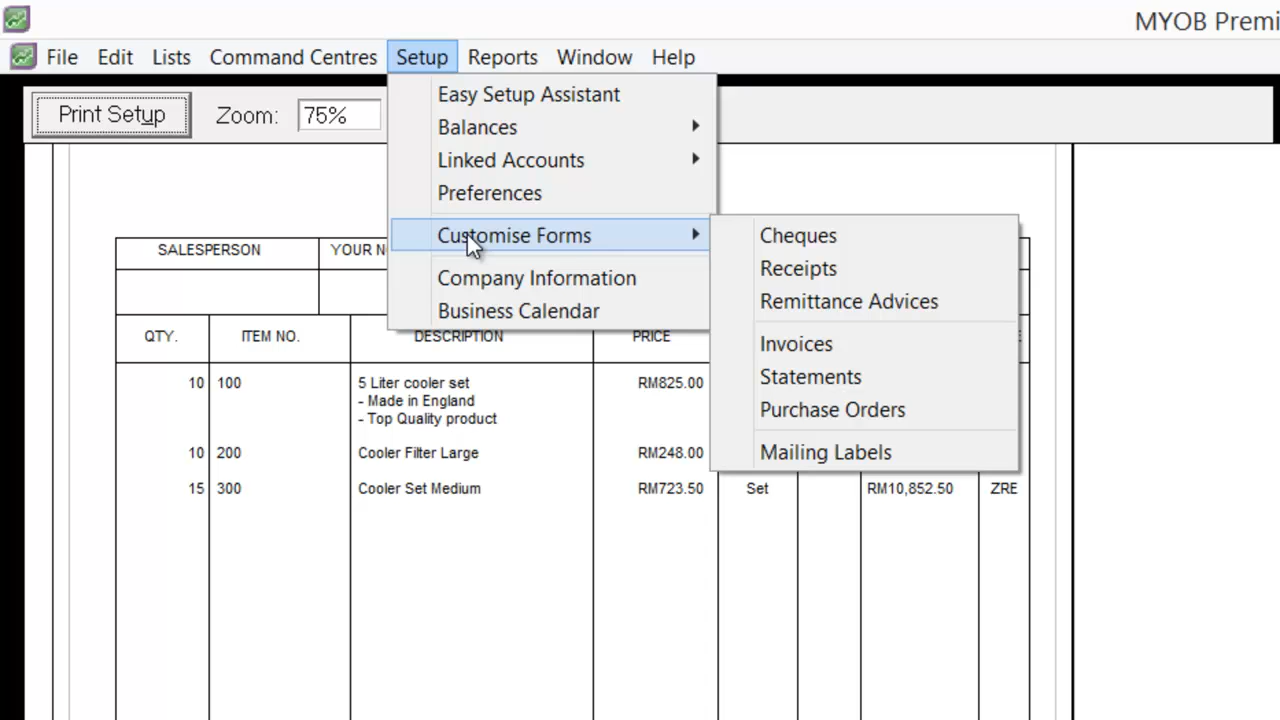 MYOB Premi
File Edit Lists Command Centres Setup Reports Window Help
Print Setup Zoom: 75%
Easy Setup Assistant
Balances
Linked Accounts
Preferences
Customise Forms
Company Information
Business Calendar
Cheques
Receipts
Remittance Advices
Invoices
Statements
Purchase Orders
Mailing Labels
SALESPERSON YOUR N
QTY. ITEM NO. DESCRIPTION PRICE
10 100 5 Liter cooler set RM825.00
- Made in England
- Top Quality product
10 200 Cooler Filter Large RM248.00
15 300 Cooler Set Medium RM723.50 Set RM10,852.50 ZRE